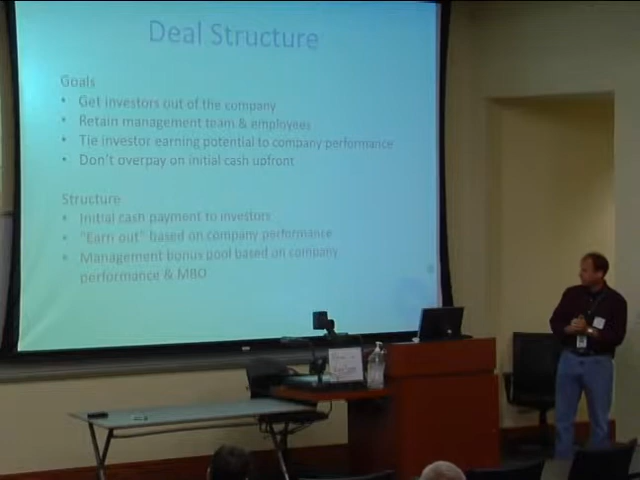 Deal Structure
Goals
• Get investors out of the company
• Retain management team & employees
• Tie investor earning potential to company performance
• Don't overpay on initial cash upfront
Structure
• Initial cash payment to investors
• "Earn out" based on company performance
• Management bonus pool based on company
performance & MBO